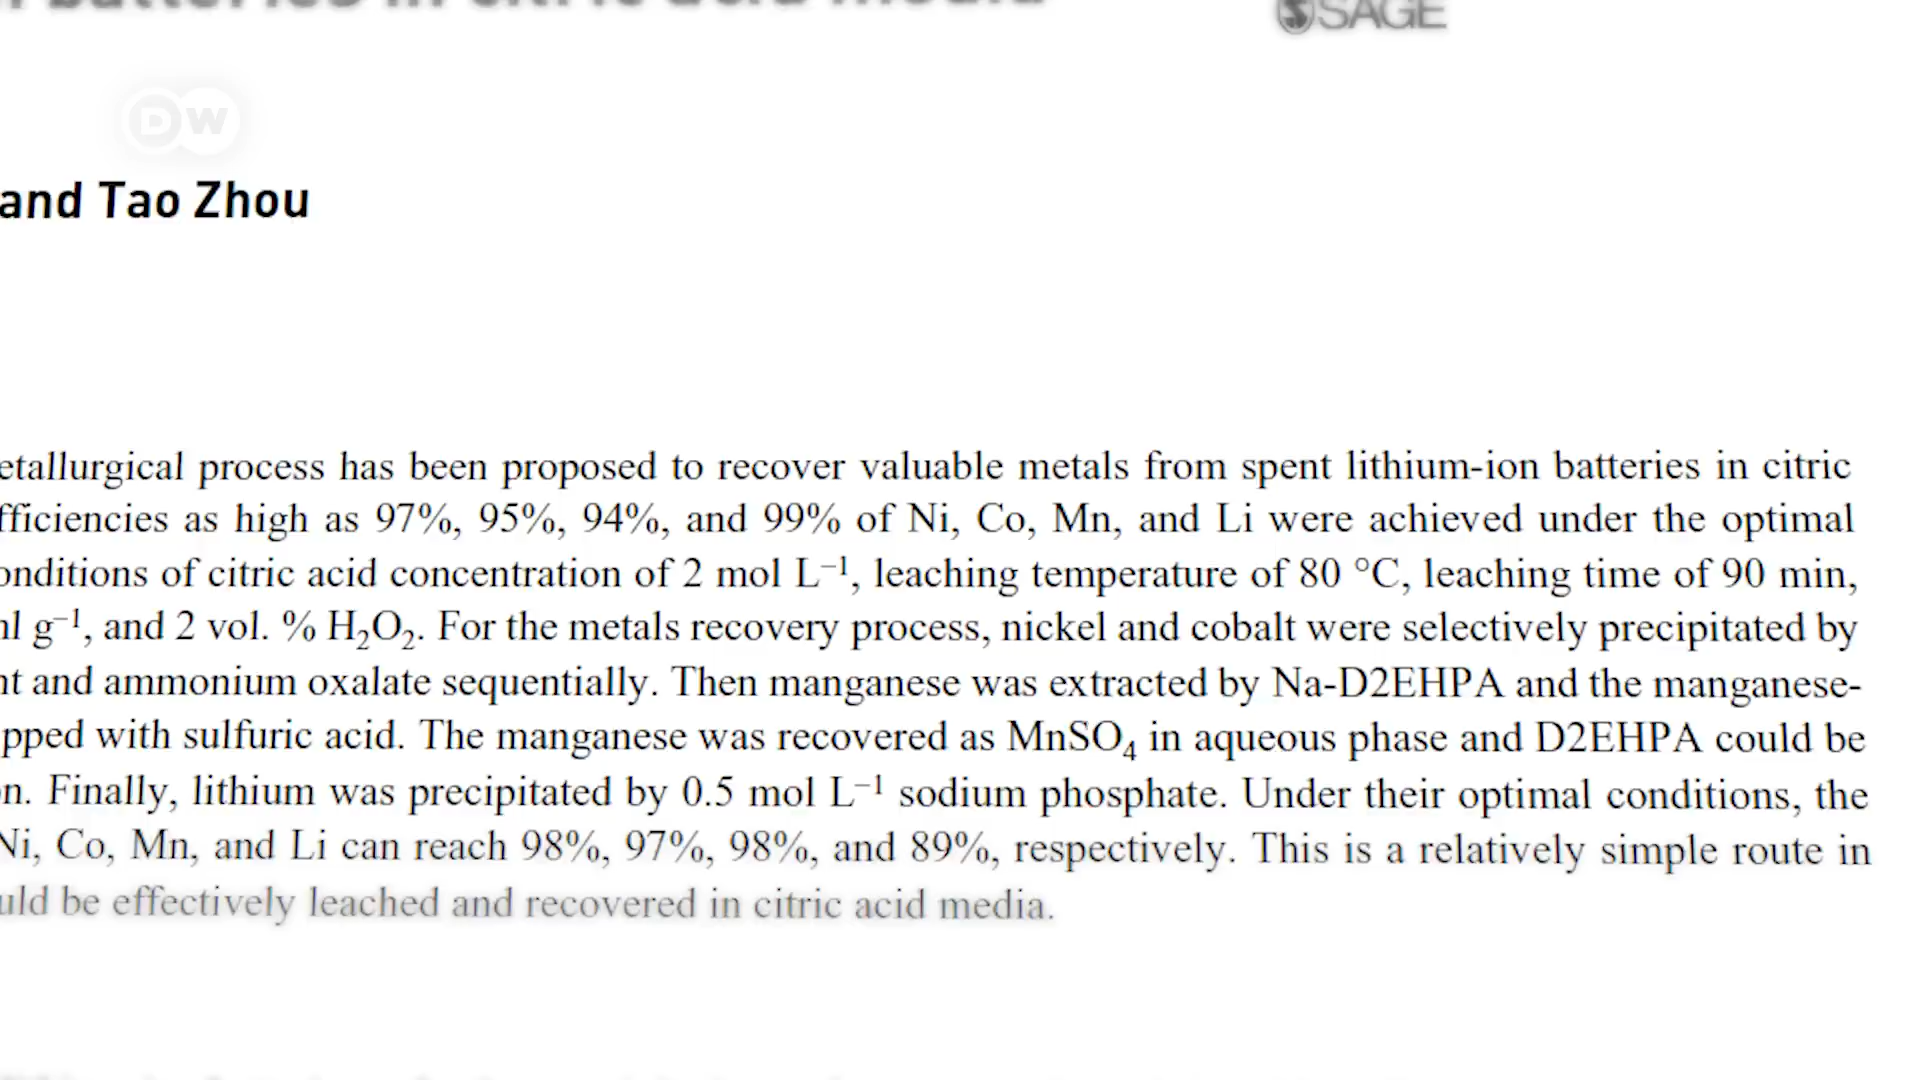 batteries in citric acid media
SAGE
DW
and Tao Zhou
etallurgical process has been proposed to recover valuable metals from spent lithium-ion batteries in citric
fficiencies as high as 97%, 95%, 94%, and 99% of Ni, Co, Mn, and Li were achieved under the optimal
onditions of citric acid concentration of 2 mol L⁻¹, leaching temperature of 80 °C, leaching time of 90 min,
nl g⁻¹, and 2 vol. % H₂O₂. For the metals recovery process, nickel and cobalt were selectively precipitated by
nt and ammonium oxalate sequentially. Then manganese was extracted by Na-D2EHPA and the manganese-
pped with sulfuric acid. The manganese was recovered as MnSO₄ in aqueous phase and D2EHPA could be
on. Finally, lithium was precipitated by 0.5 mol L⁻¹ sodium phosphate. Under their optimal conditions, the
Ni, Co, Mn, and Li can reach 98%, 97%, 98%, and 89%, respectively. This is a relatively simple route in
uld be effectively leached and recovered in citric acid media.